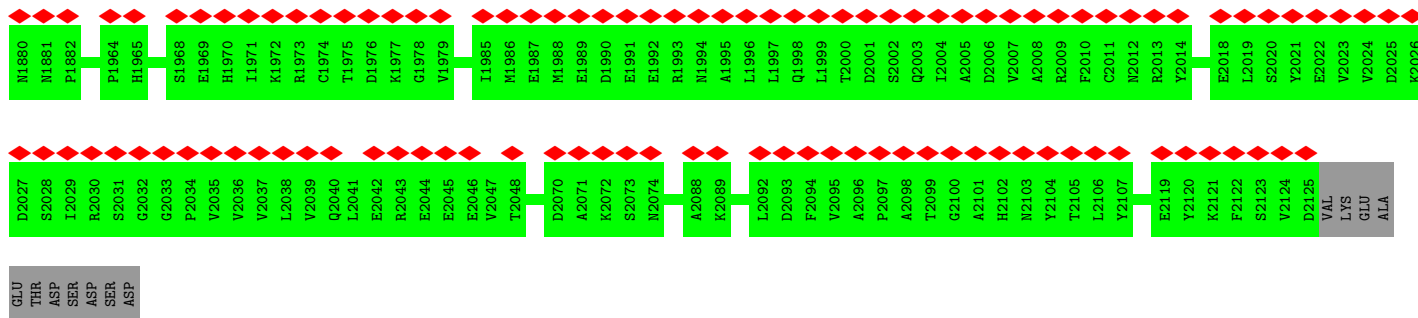 N1880 N1881 P1882 P1964 H1965 S1968 E1969 H1970 I1971 K1972 R1973 C1974 T1975 D1976 K1977 G1978 V1979 I1985 M1986 E1987 M1988 E1989 D1990 E1991 E1992 R1993 N1994 A1995 L1996 L1997 Q1998 L1999 T2000 D2001 S2002 Q2003 I2004 A2005 D2006 V2007 A2008 R2009 F2010 C2011 N2012 R2013 Y2014 E2018 L2019 S2020 Y2021 E2022 V2023 V2024 D2025 K2026
D2027 S2028 I2029 R2030 S2031 G2032 G2033 P2034 V2035 V2036 V2037 L2038 V2039 Q2040 L2041 E2042 R2043 E2044 E2045 E2046 V2047 T2048 D2070 A2071 K2072 S2073 N2074 A2088 K2089 L2092 D2093 F2094 V2095 A2096 P2097 A2098 T2099 G2100 A2101 H2102 N2103 Y2104 T2105 L2106 Y2107 E2119 Y2120 K2121 F2122 S2123 V2124 D2125 VAL LYS GLU ALA
GLU THR ASP SER ASP SER ASP